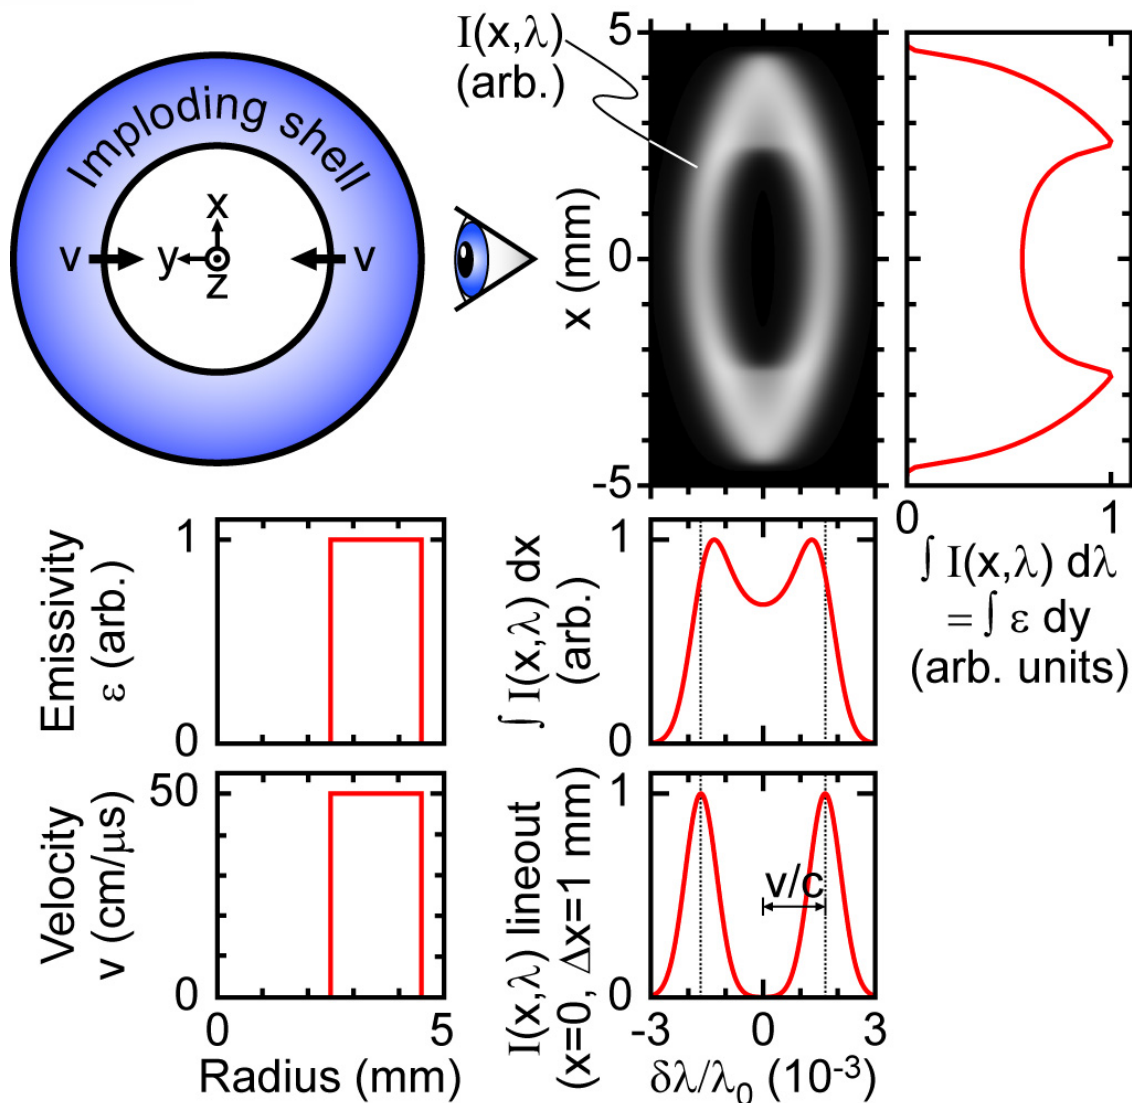 Imploding shell
x
v
y
z
v
I(x,λ)
(arb.)
5
0
-5
x (mm)
0
1
∫ I(x,λ) dλ
= ∫ ε dy
(arb. units)
Emissivity
ε (arb.)
1
0
∫ I(x,λ) dx
(arb.)
1
0
Velocity
v (cm/μs)
50
0
0
5
Radius (mm)
I(x,λ) lineout
(x=0, Δx=1 mm)
1
0
v/c
-3
0
3
δλ/λ₀ (10⁻³)